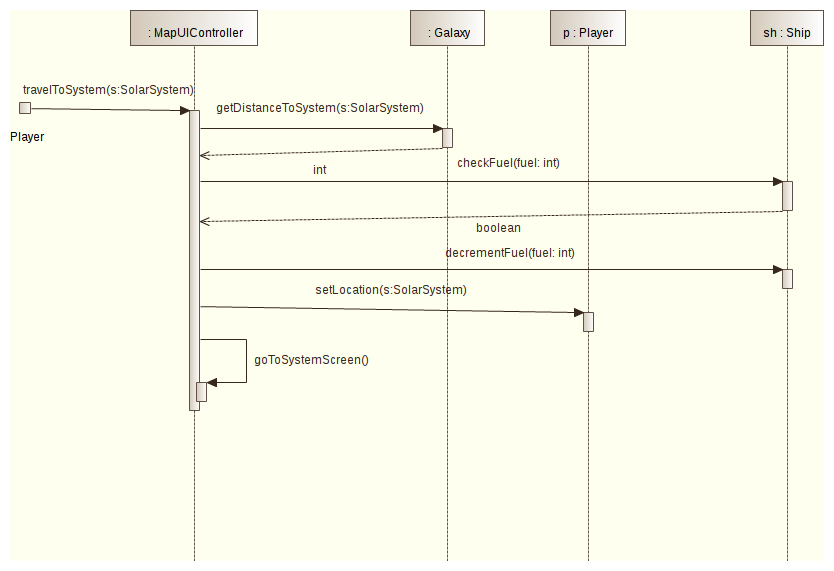 : MapUIController
: Galaxy
p : Player
sh : Ship
travelToSystem(s:SolarSystem)
getDistanceToSystem(s:SolarSystem)
Player
checkFuel(fuel: int)
int
boolean
decrementFuel(fuel: int)
setLocation(s:SolarSystem)
goToSystemScreen()